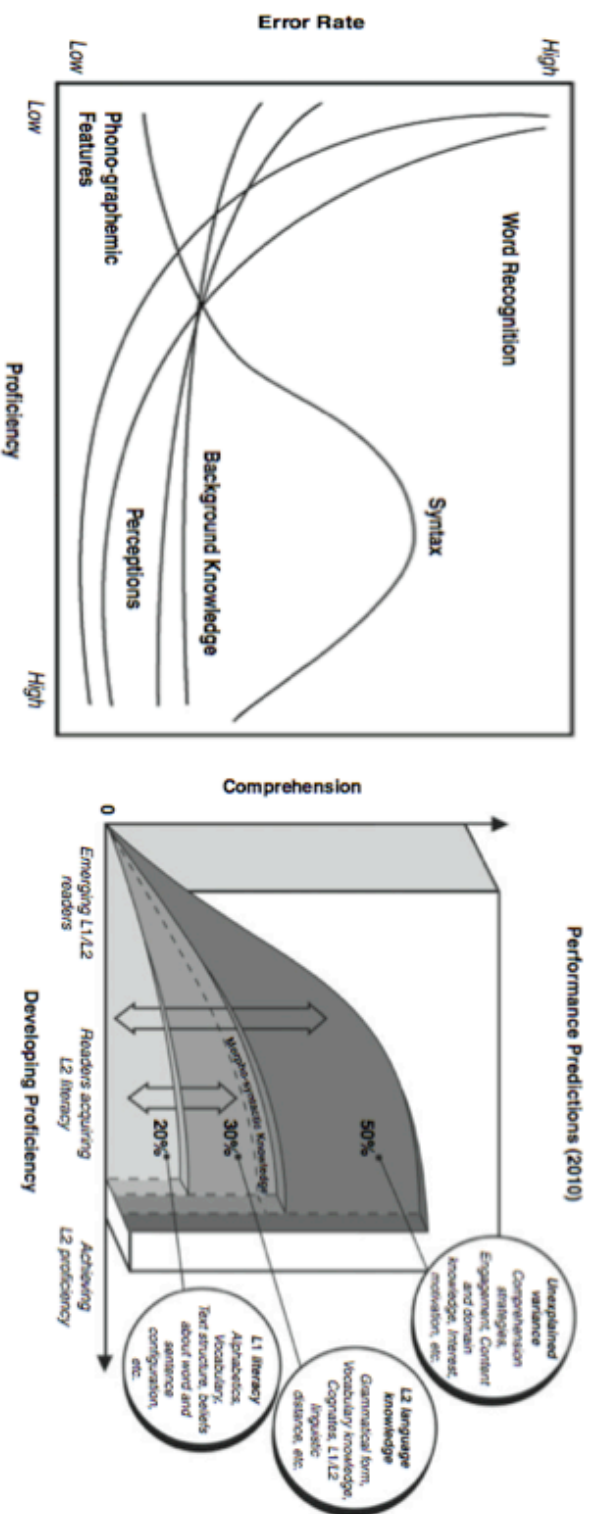 Error Rate
High
Low
Low
High
Proficiency
Word Recognition
Phono-graphemic
Features
Syntax
Background Knowledge
Perceptions
Performance Predictions (2010)
Comprehension
0
Emerging L1/L2
readers
Readers acquiring
L2 literacy
Achieving
L2 proficiency
Developing Proficiency
50%*
30%*
20%*
Morpho-syntactic Knowledge
Unexplained
variance
Comprehension
strategies,
Engagement, Content
and domain
knowledge, Interest,
motivation, etc.
L2 language
knowledge
Grammatical form,
Vocabulary knowledge,
Cognates, L1/L2
linguistic
distance, etc.
L1 literacy
Alphabetics,
Vocabulary,
Text structure, beliefs
about word and
sentence
configuration,
etc.